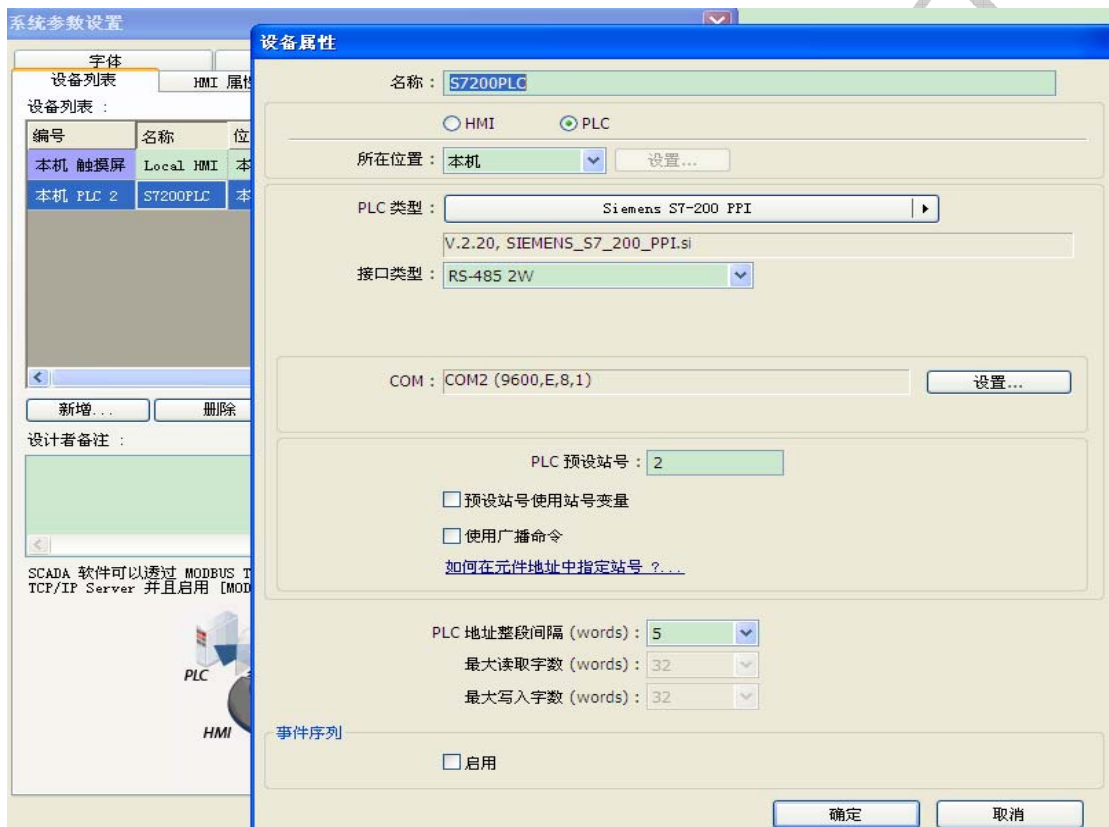 系统参数设置
字体
设备列表
HMI 属性
设备列表 :
编号 名称 位
本机 触摸屏 Local HMI 本
本机 PLC 2 S7200PLC 本
新增... 删除
设计者备注 :
SCADA 软件可以透过 MODBUS T
TCP/IP Server 并且启用 [MOD
PLC
HMI
设备属性
名称 : S7200PLC
HMI PLC
所在位置 : 本机 设置...
PLC 类型 : Siemens S7-200 PPI
V.2.20, SIEMENS_S7_200_PPI.si
接口类型 : RS-485 2W
COM : COM2 (9600,E,8,1) 设置...
PLC 预设站号 : 2
预设站号使用站号变量
使用广播命令
如何在元件地址中指定站号 ?...
PLC 地址整段间隔 (words) : 5
最大读取字数 (words) : 32
最大写入字数 (words) : 32
事件序列
启用
确定 取消